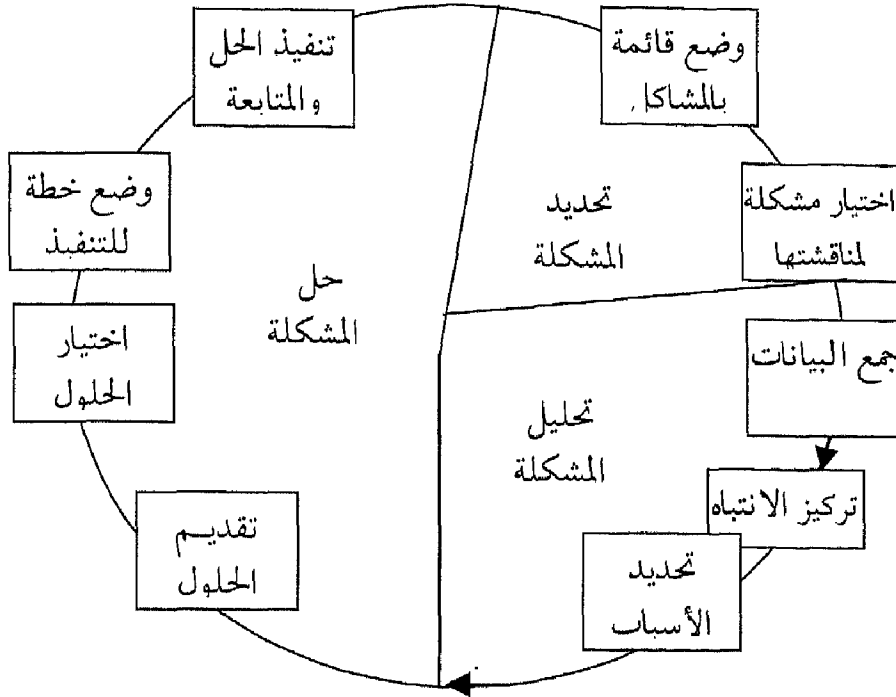 وضع قائمة
بالمشاكل
اختيار مشكلة
لمناقشتها
تحديد
المشكلة
جمع البيانات
تركيز الانتباه
تحديد
الأسباب
تحليل
المشكلة
تقديم
الحلول
اختيار
الحلول
وضع خطة
للتنفيذ
تنفيذ الحل
والمتابعة
حل
المشكلة